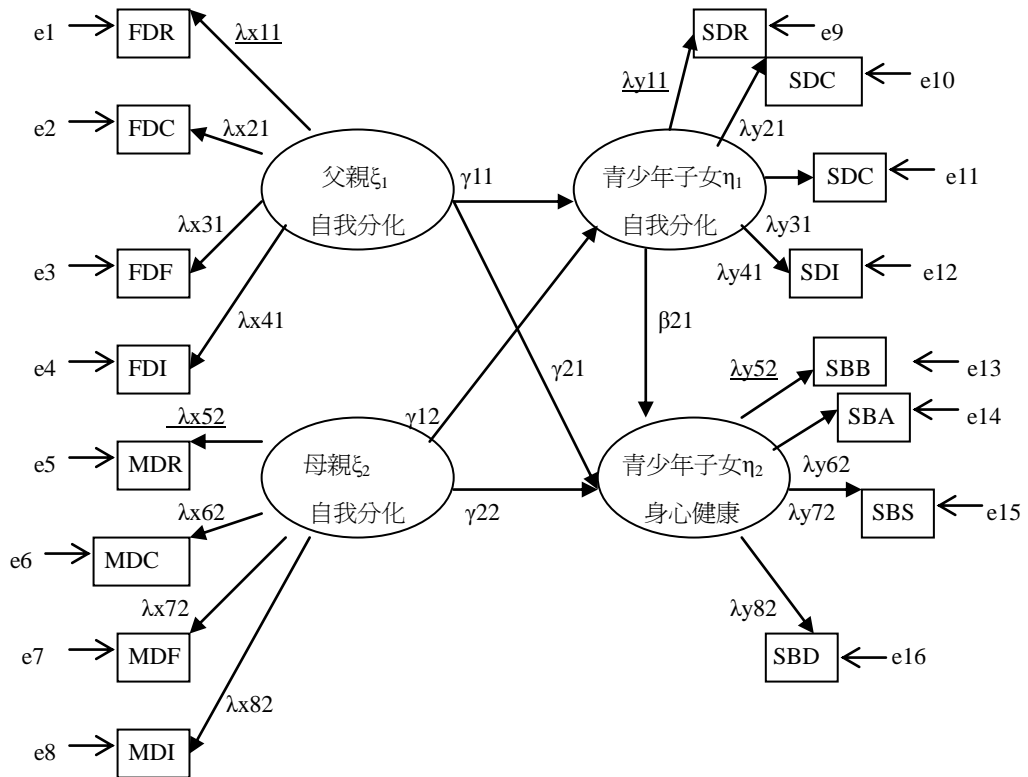 e1
FDR
λx11
SDR
e9
λy11
SDC
e10
e2
FDC
λx21
λy21
父親ξ1
γ11
青少年子女η1
SDC
e11
自我分化
自我分化
λx31
λy31
e3
FDF
λy41
SDI
e12
λx41
β21
e4
FDI
γ21
λy52
SBB
e13
λx52
γ12
SBA
e14
e5
MDR
母親ξ2
青少年子女η2
λy62
λx62
自我分化
γ22
身心健康
λy72
SBS
e15
e6
MDC
λx72
λy82
e7
MDF
SBD
e16
λx82
e8
MDI